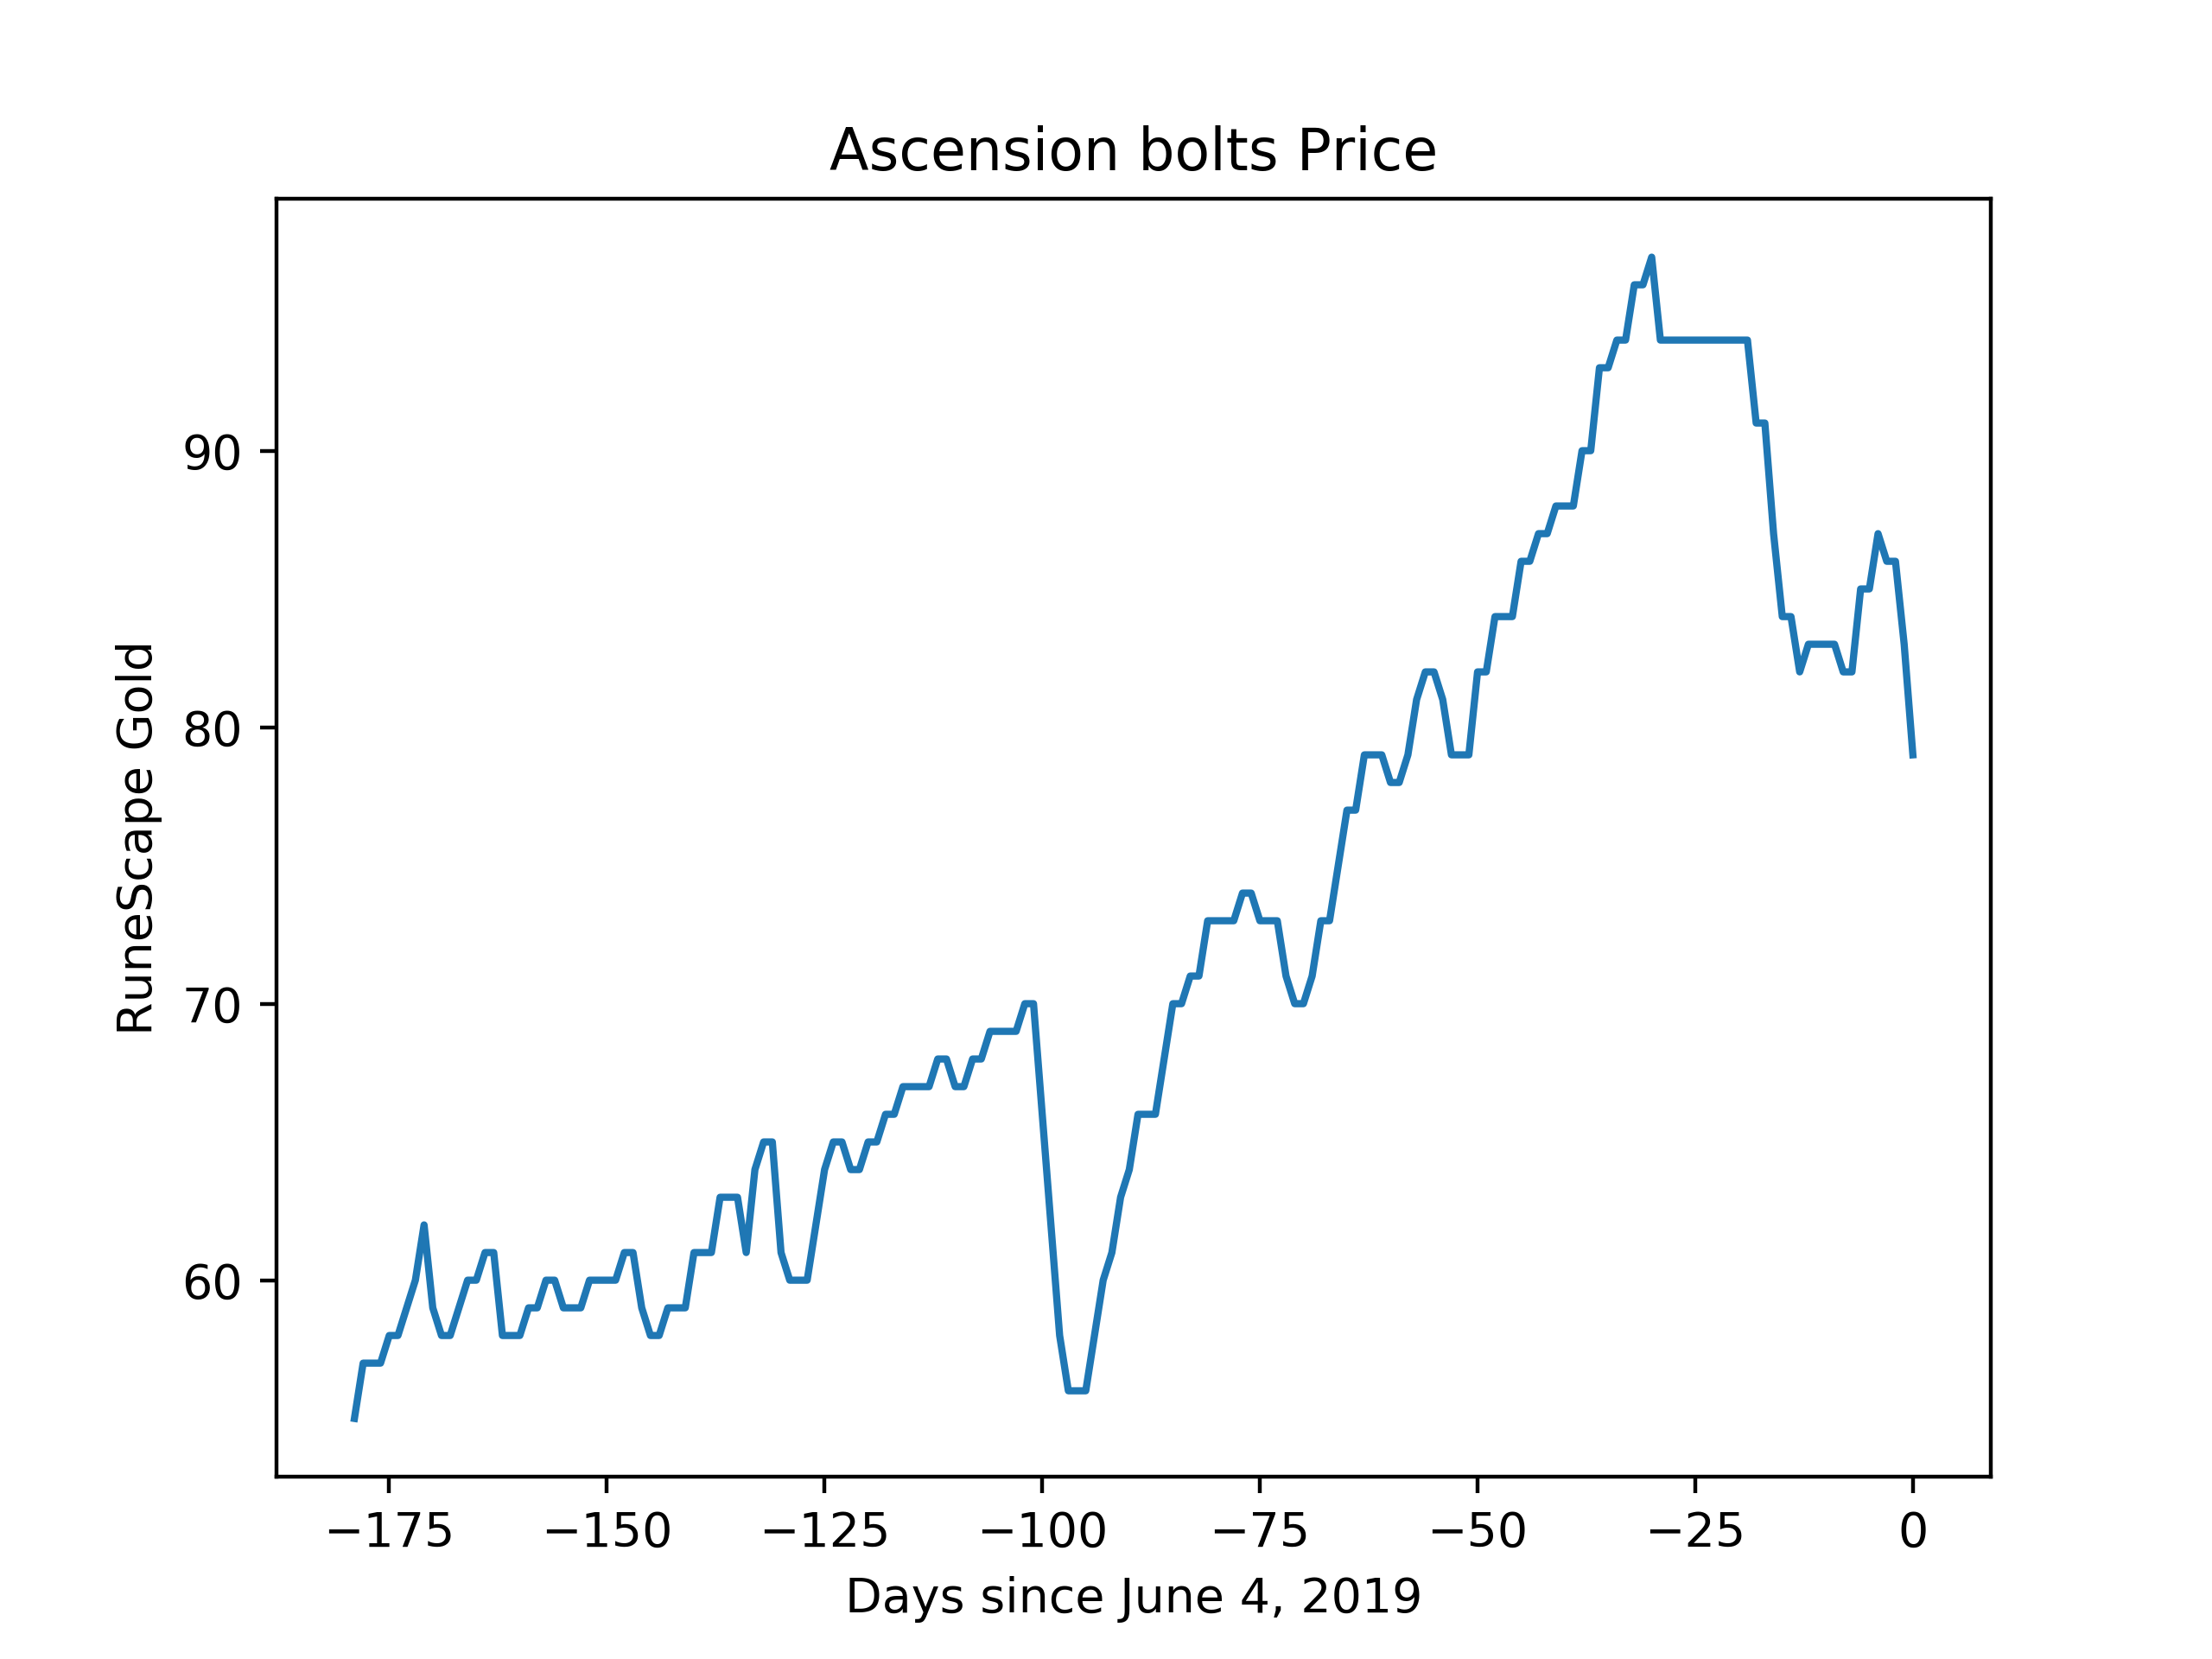 Ascension bolts Price
RuneScape Gold
90
80
70
60
−175 −150 −125 −100 −75 −50 −25 0
Days since June 4, 2019